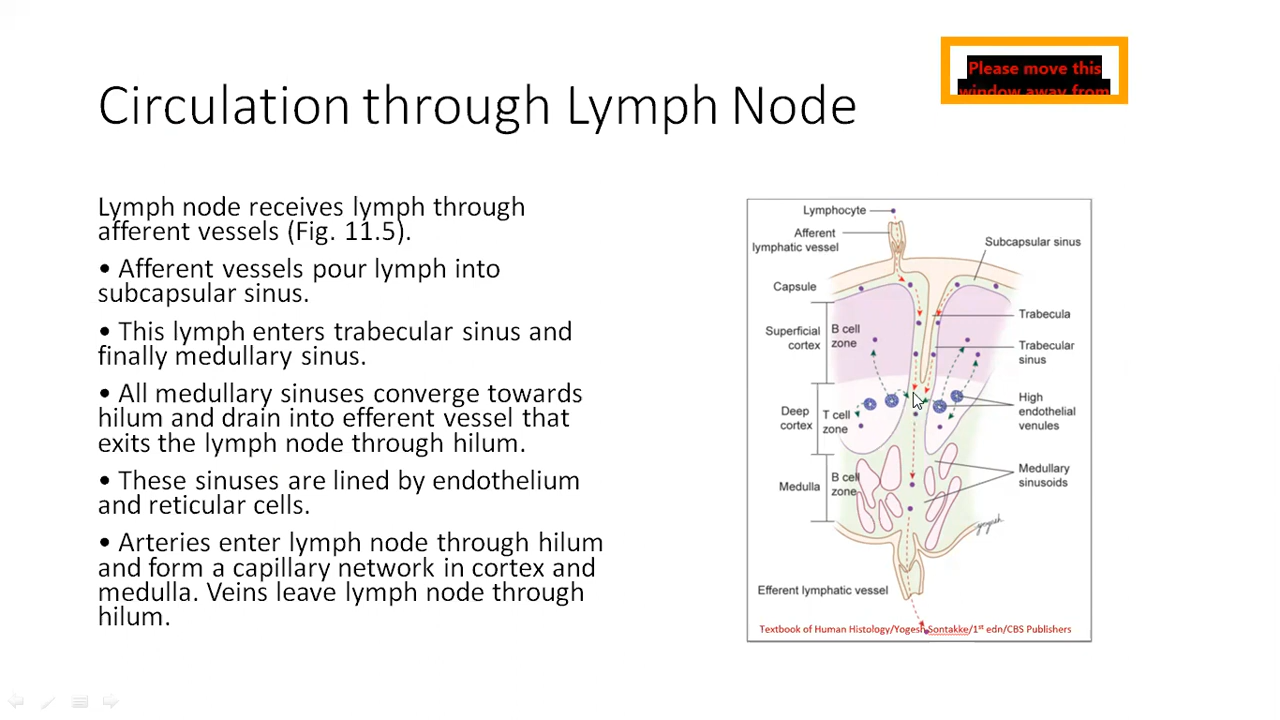 Please move this
window away from
Circulation through Lymph Node
Lymph node receives lymph through
afferent vessels (Fig. 11.5).
• Afferent vessels pour lymph into
subcapsular sinus.
• This lymph enters trabecular sinus and
finally medullary sinus.
• All medullary sinuses converge towards
hilum and drain into efferent vessel that
exits the lymph node through hilum.
• These sinuses are lined by endothelium
and reticular cells.
• Arteries enter lymph node through hilum
and form a capillary network in cortex and
medulla. Veins leave lymph node through
hilum.
Lymphocyte
Afferent
lymphatic vessel
Subcapsular sinus
Capsule
Trabecula
Superficial
cortex
B cell
zone
Trabecular
sinus
Deep
cortex
T cell
zone
High
endothelial
venules
Medulla
B cell
zone
Medullary
sinusoids
yogesh
Efferent lymphatic vessel
Textbook of Human Histology/Yogesh Sontakke/1st edn/CBS Publishers